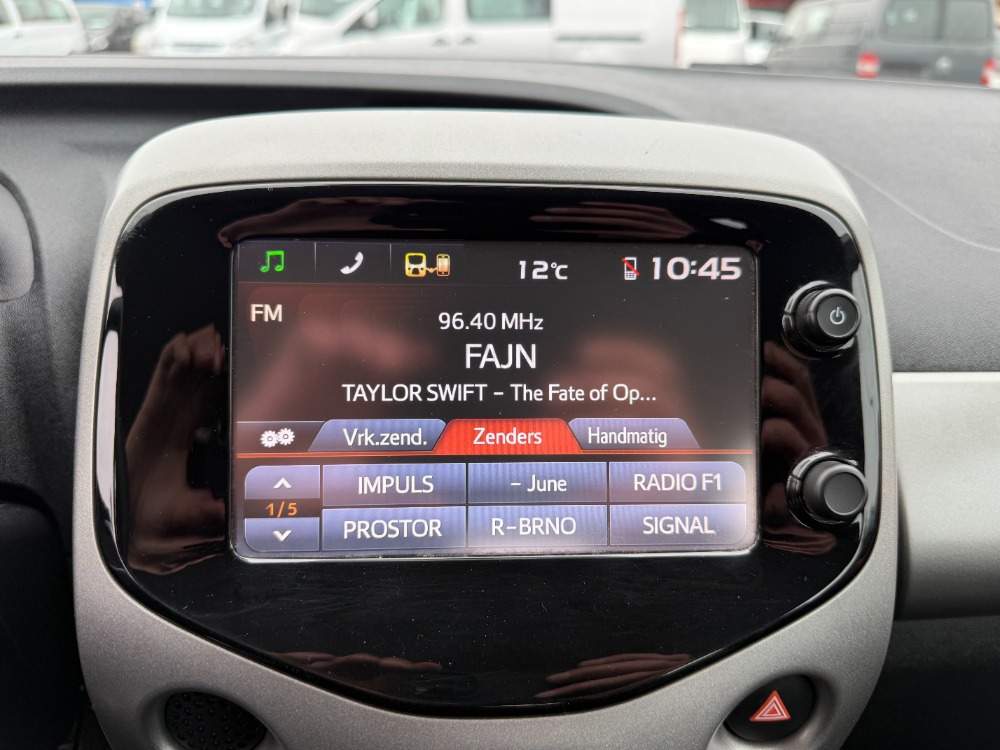 12°C 10:45
FM
96.40 MHz
FAJN
TAYLOR SWIFT - The Fate of Op...
Vrk.zend. Zenders Handmatig
IMPULS - June RADIO F1
1/5
PROSTOR R-BRNO SIGNAL